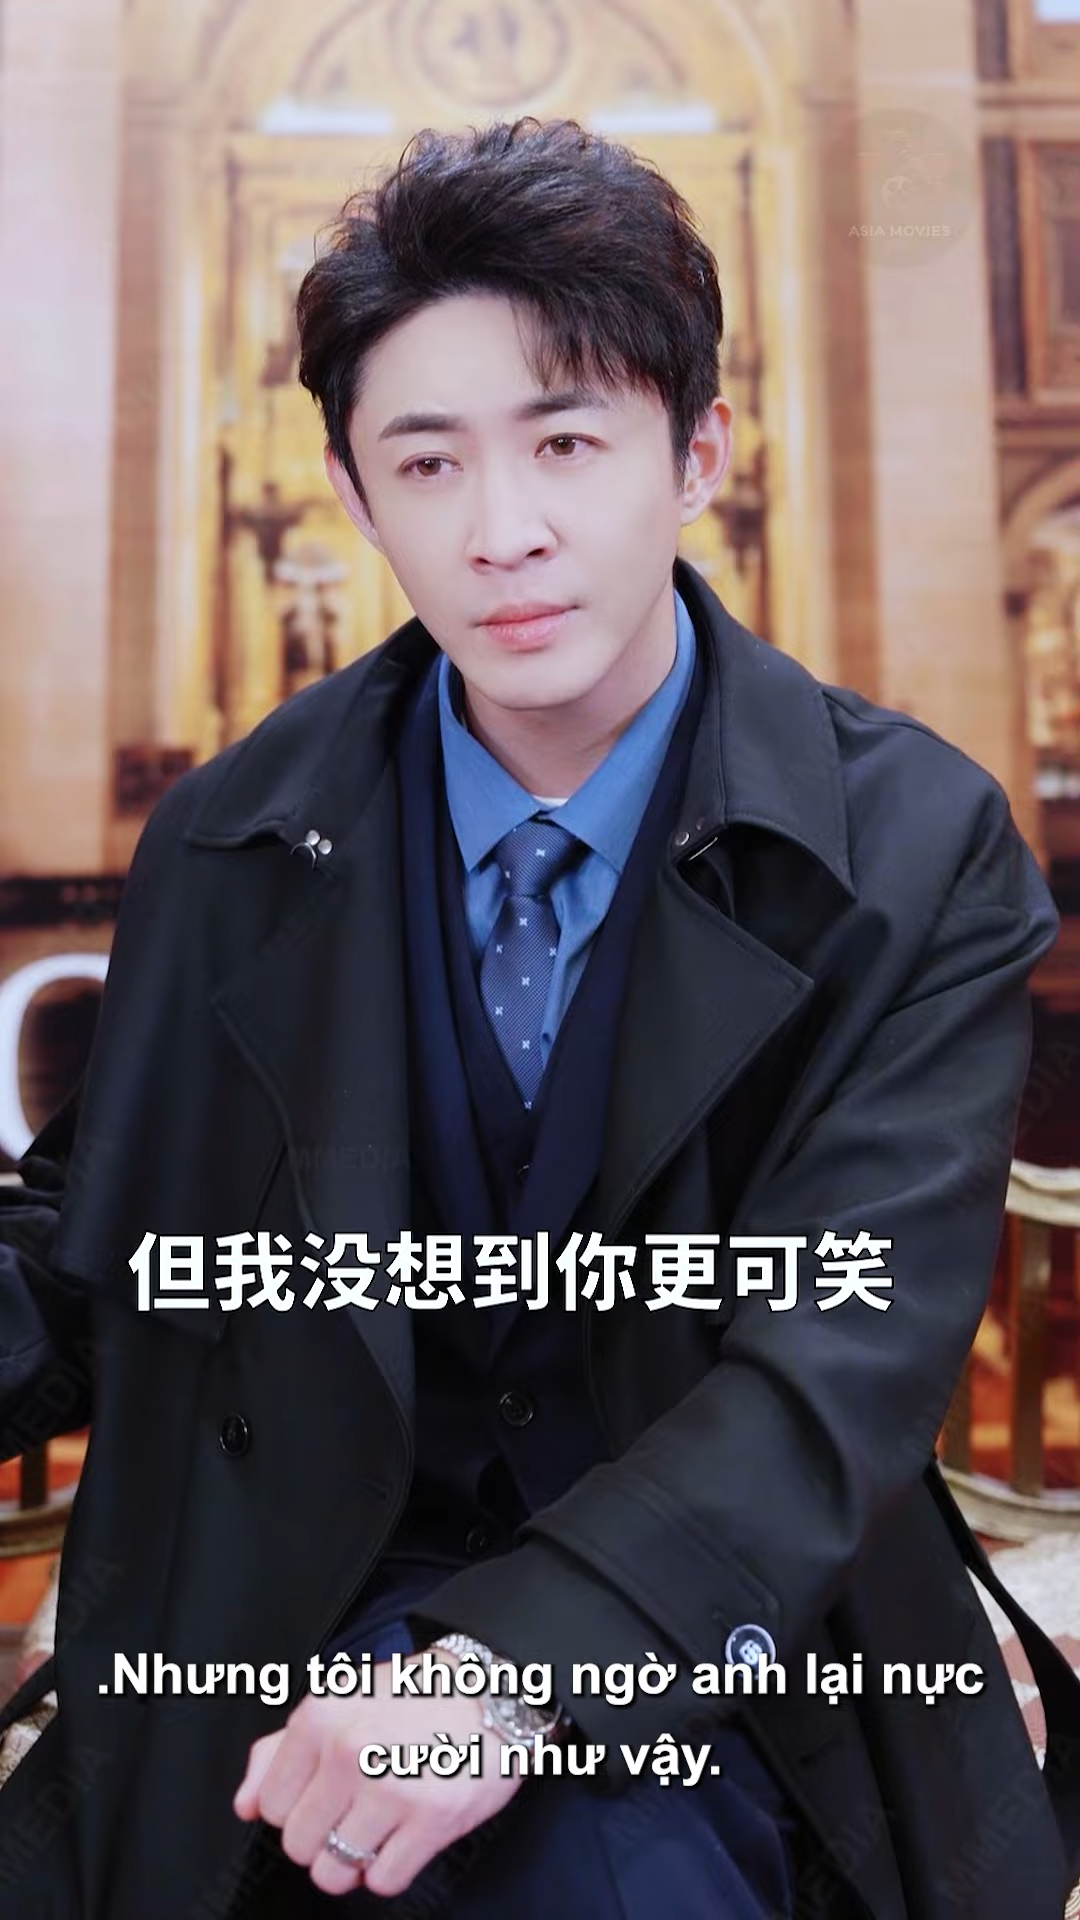 ASIA MOVIES
但我没想到你更可笑
.Nhưng tôi không ngờ anh lại nực
cười như vậy.